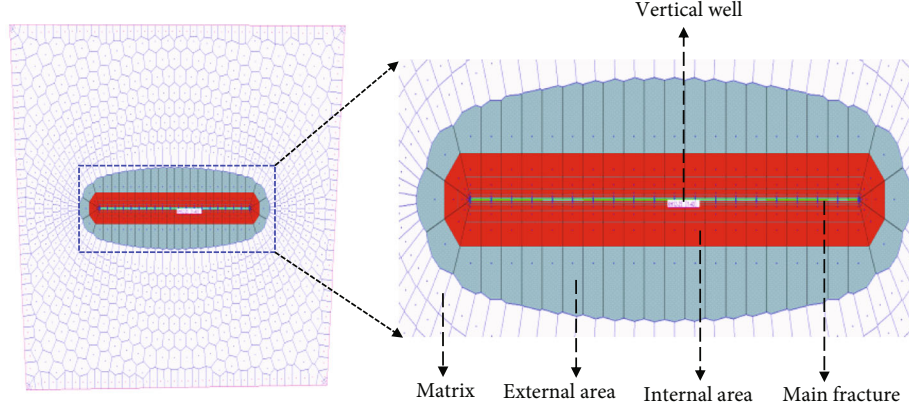 Vertical well
Matrix
External area
Internal area
Main fracture